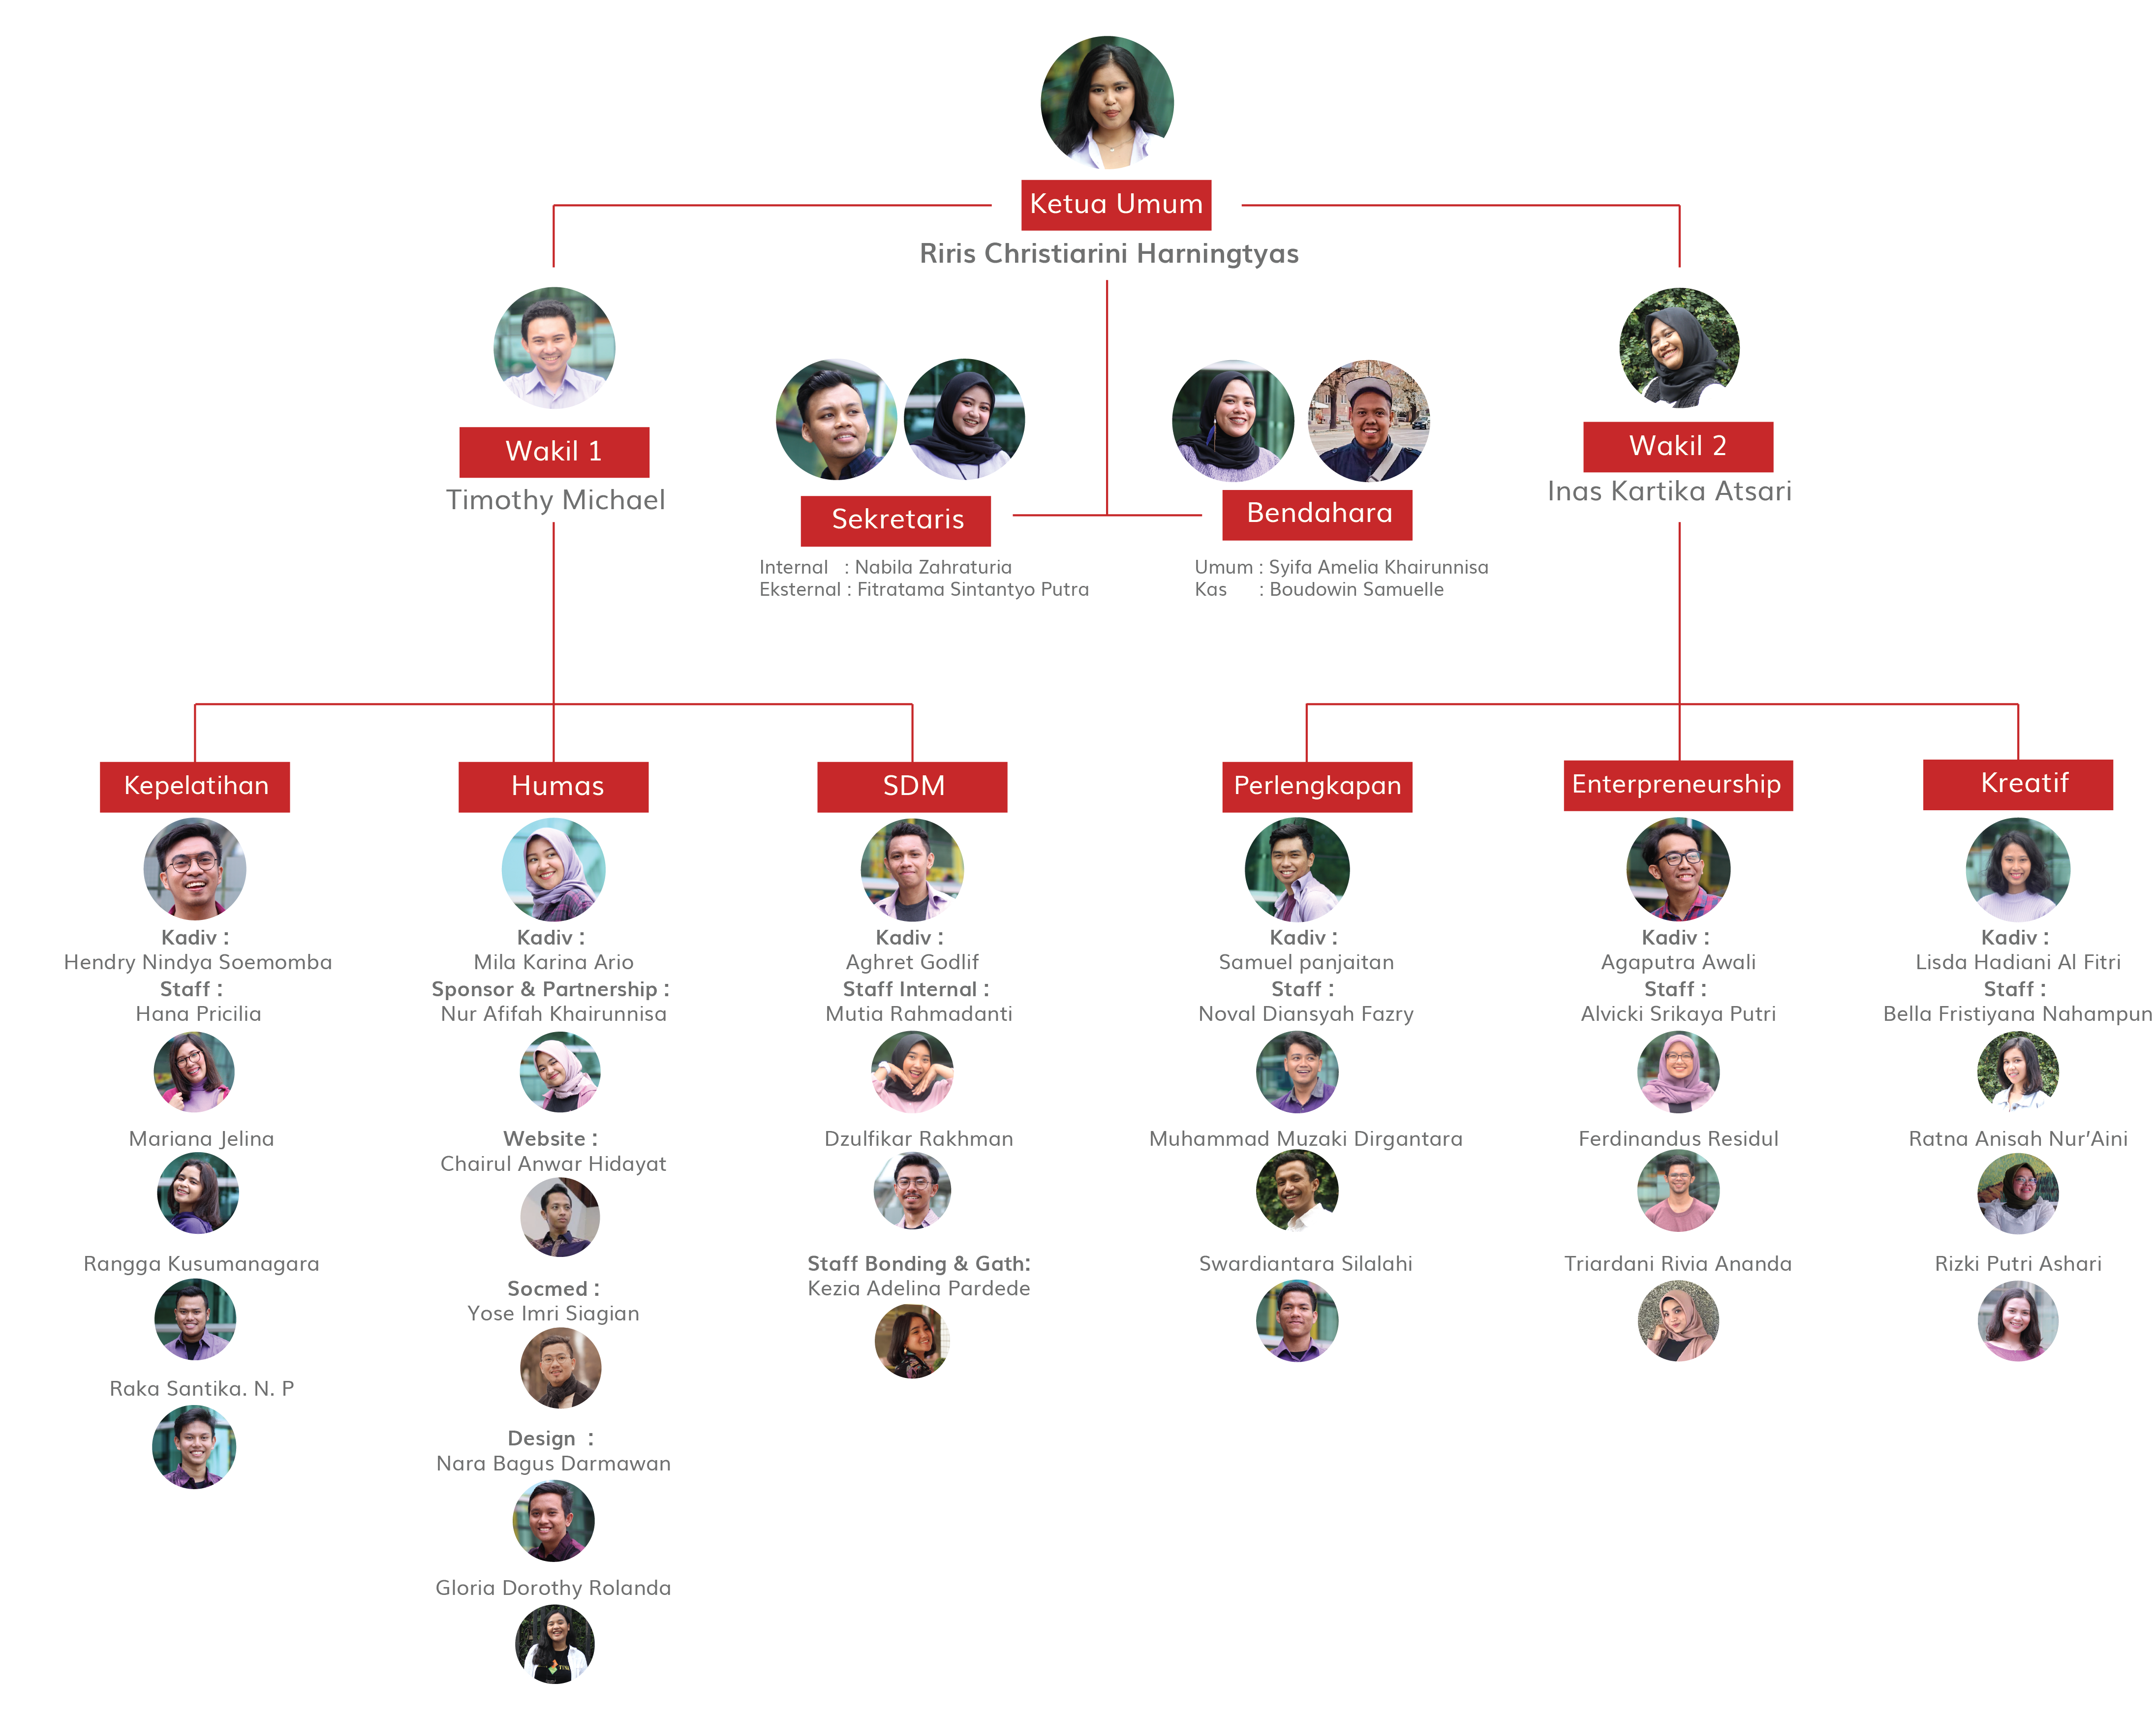 Ketua Umum
Riris Christiarini Harningtyas
Wakil 1
Timothy Michael
Sekretaris
Internal : Nabila Zahraturia
Eksternal : Fitratama Sintantyo Putra
Bendahara
Umum : Syifa Amelia Khairunnisa
Kas : Boudowin Samuelle
Wakil 2
Inas Kartika Atsari
Kepelatihan
Kadiv :
Hendry Nindya Soemomba
Staff :
Hana Pricilia
Mariana Jelina
Rangga Kusumanagara
Raka Santika. N. P
Humas
Kadiv :
Mila Karina Ario
Sponsor & Partnership :
Nur Afifah Khairunnisa
Website :
Chairul Anwar Hidayat
Socmed :
Yose Imri Siagian
Design :
Nara Bagus Darmawan
Gloria Dorothy Rolanda
SDM
Kadiv :
Aghret Godlif
Staff Internal :
Mutia Rahmadanti
Dzulfikar Rakhman
Staff Bonding & Gath:
Kezia Adelina Pardede
Perlengkapan
Kadiv :
Samuel panjaitan
Staff :
Noval Diansyah Fazry
Muhammad Muzaki Dirgantara
Swardiantara Silalahi
Enterpreneurship
Kadiv :
Agaputra Awali
Staff :
Alvicki Srikaya Putri
Ferdinandus Residul
Triardani Rivia Ananda
Kreatif
Kadiv :
Lisda Hadiani Al Fitri
Staff :
Bella Fristiyana Nahampun
Ratna Anisah Nur'Aini
Rizki Putri Ashari